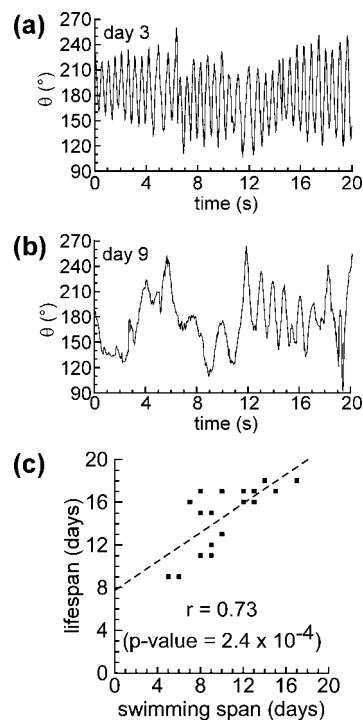 (a)
day 3
270
240
210
180
150
120
90
θ (°)
0 4 8 12 16 20
time (s)
(b)
day 9
270
240
210
180
150
120
90
θ (°)
0 4 8 12 16 20
time (s)
(c)
20
16
12
8
4
0
lifespan (days)
r = 0.73
(p-value = 2.4 x 10⁻⁴)
0 4 8 12 16 20
swimming span (days)